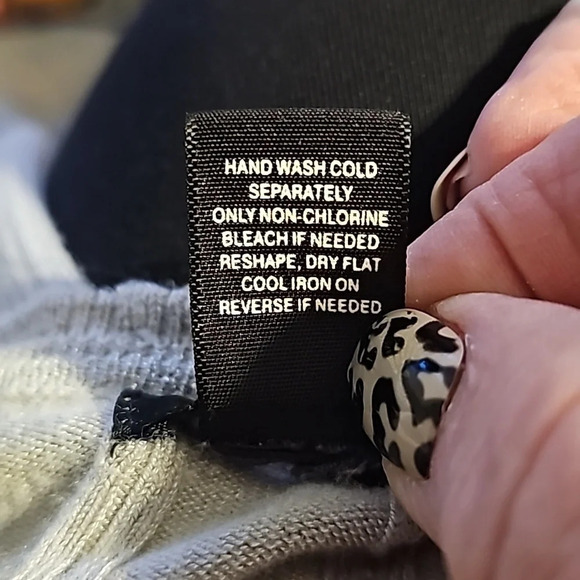 HAND WASH COLD
SEPARATELY
ONLY NON-CHLORINE
BLEACH IF NEEDED
RESHAPE, DRY FLAT
COOL IRON ON
REVERSE IF NEEDED